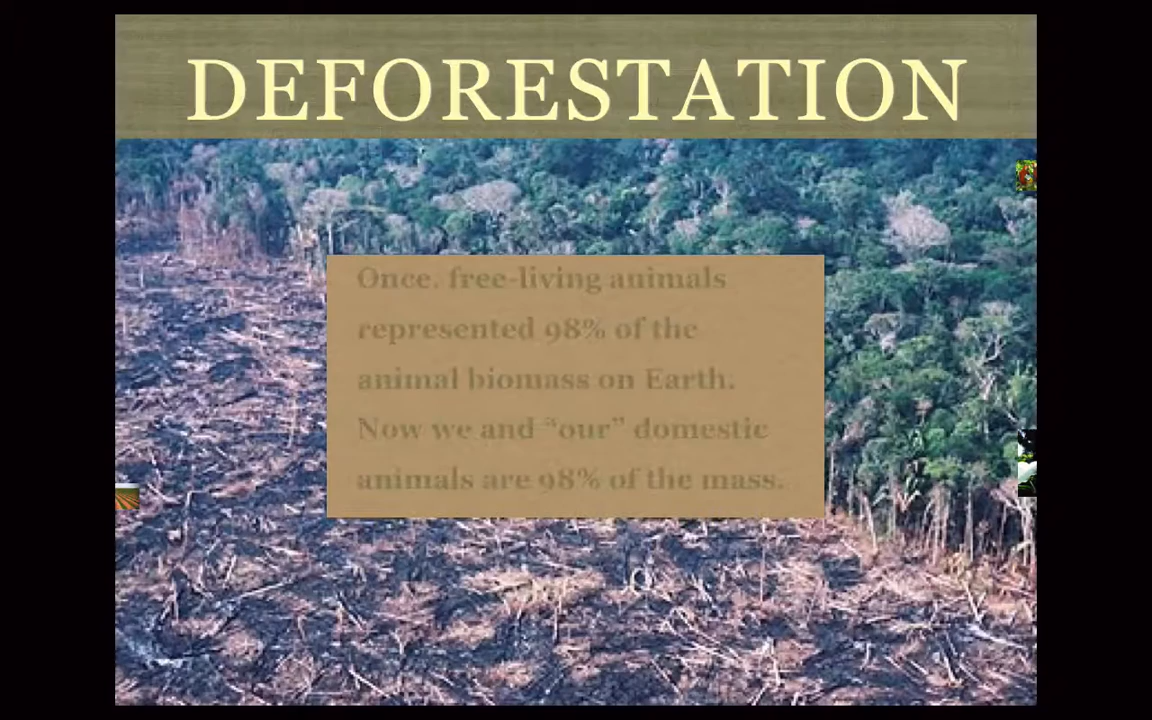 DEFORESTATION
Once, free-living animals
represented 98% of the
animal biomass on Earth.
Now we and “our” domestic
animals are 98% of the mass.